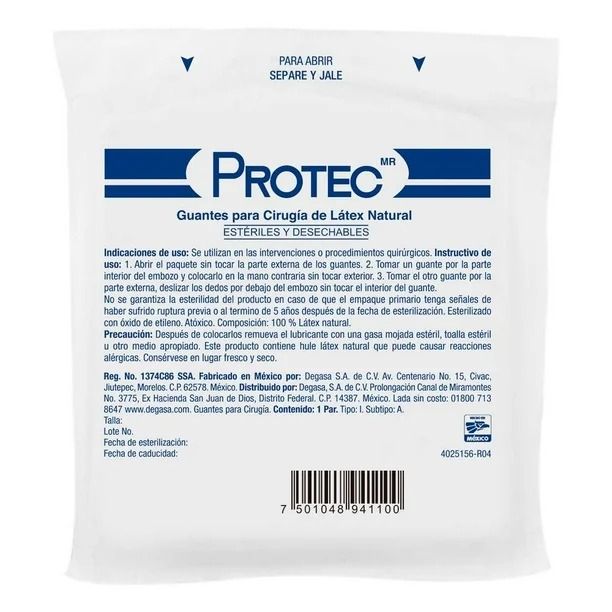 PARA ABRIR
SEPARE Y JALE
PROTEC MR
Guantes para Cirugía de Látex Natural
ESTÉRILES Y DESECHABLES
Indicaciones de uso: Se utilizan en las intervenciones o procedimientos quirúrgicos. Instructivo de
uso: 1. Abrir el paquete sin tocar la parte externa de los guantes. 2. Tomar un guante por la parte
interior del embozo y colocarlo en la mano contraria sin tocar exterior. 3. Tomar el otro guante por la
parte externa, deslizar los dedos por debajo del embozo sin tocar el interior del guante.
No se garantiza la esterilidad del producto en caso de que el empaque primario tenga señales de
haber sufrido ruptura previa o al termino de 5 años después de la fecha de esterilización. Esterilizado
con óxido de etileno. Atóxico. Composición: 100 % Látex natural.
Precaución: Después de colocarlos remueva el lubricante con una gasa mojada estéril, toalla estéril
u otro medio apropiado. Este producto contiene hule látex natural que puede causar reacciones
alérgicas. Consérvese en lugar fresco y seco.
Reg. No. 1374C86 SSA. Fabricado en México por: Degasa, S.A. de C.V. Av. Centenario No. 15, Civac,
Jiutepec, Morelos. C.P. 62578. México. Distribuido por: Degasa, S.A. de C.V. Prolongación Canal de Miramontes
No. 3775, Ex Hacienda San Juan de Dios, Distrito Federal. C.P. 14387. México. Lada sin costo: 01800 713
8647 www.degasa.com. Guantes para Cirugía. Contenido: 1 Par. Tipo: I. Subtipo: A.
Talla:
Lote No.
Fecha de esterilización:
Fecha de caducidad:
MÉXICO
4025156-R04
7 501048 941100